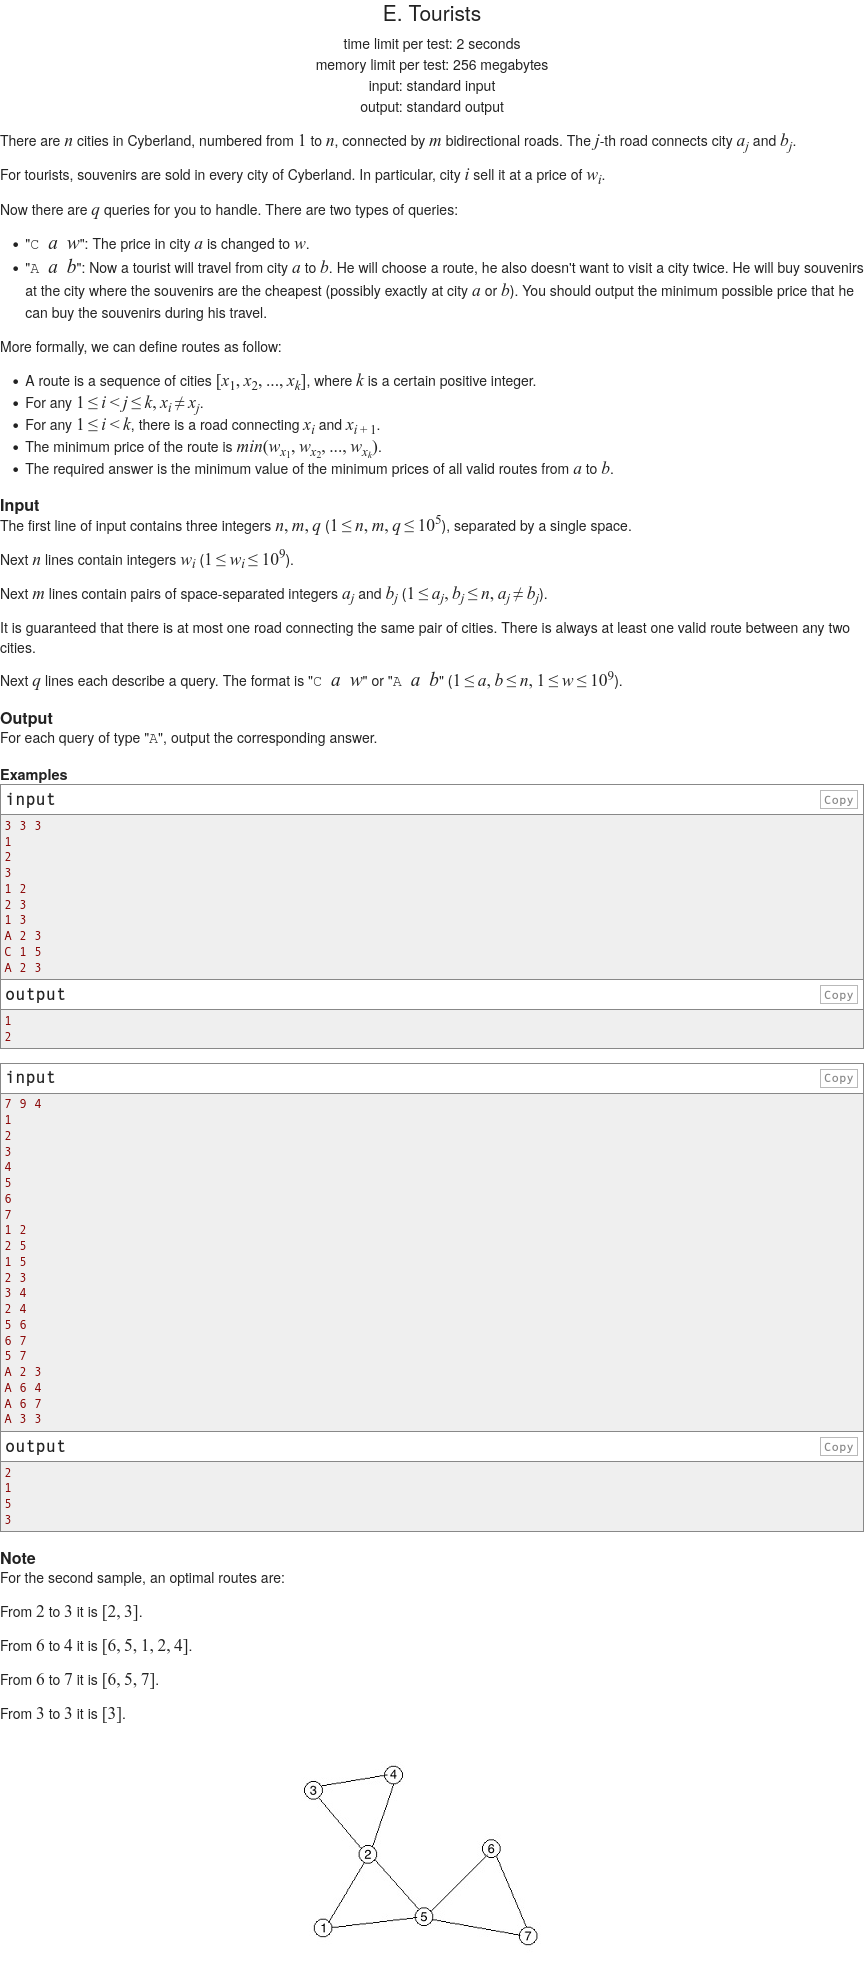 E. Tourists
time limit per test: 2 seconds
memory limit per test: 256 megabytes
input: standard input
output: standard output
There are n cities in Cyberland, numbered from 1 to n, connected by m bidirectional roads. The j-th road connects city a_j and b_j.
For tourists, souvenirs are sold in every city of Cyberland. In particular, city i sell it at a price of w_i.
Now there are q queries for you to handle. There are two types of queries:
• "C a w": The price in city a is changed to w.
• "A a b": Now a tourist will travel from city a to b. He will choose a route, he also doesn't want to visit a city twice. He will buy souvenirs
at the city where the souvenirs are the cheapest (possibly exactly at city a or b). You should output the minimum possible price that he
can buy the souvenirs during his travel.
More formally, we can define routes as follow:
• A route is a sequence of cities [x_1, x_2, ..., x_k], where k is a certain positive integer.
• For any 1 ≤ i < j ≤ k, x_i ≠ x_j.
• For any 1 ≤ i < k, there is a road connecting x_i and x_{i + 1}.
• The minimum price of the route is min(w_{x_1}, w_{x_2}, ..., w_{x_k}).
• The required answer is the minimum value of the minimum prices of all valid routes from a to b.
Input
The first line of input contains three integers n, m, q (1 ≤ n, m, q ≤ 10^5), separated by a single space.
Next n lines contain integers w_i (1 ≤ w_i ≤ 10^9).
Next m lines contain pairs of space-separated integers a_j and b_j (1 ≤ a_j, b_j ≤ n, a_j ≠ b_j).
It is guaranteed that there is at most one road connecting the same pair of cities. There is always at least one valid route between any two
cities.
Next q lines each describe a query. The format is "C a w" or "A a b" (1 ≤ a, b ≤ n, 1 ≤ w ≤ 10^9).
Output
For each query of type "A", output the corresponding answer.
Examples
input Copy
3 3 3
1
2
3
1 2
2 3
1 3
A 2 3
C 1 5
A 2 3
output Copy
1
2
input Copy
7 9 4
1
2
3
4
5
6
7
1 2
2 5
1 5
2 3
3 4
2 4
5 6
6 7
5 7
A 2 3
A 6 4
A 6 7
A 3 3
output Copy
2
1
5
3
Note
For the second sample, an optimal routes are:
From 2 to 3 it is [2, 3].
From 6 to 4 it is [6, 5, 1, 2, 4].
From 6 to 7 it is [6, 5, 7].
From 3 to 3 it is [3].
4
3
6
2
5
1
7